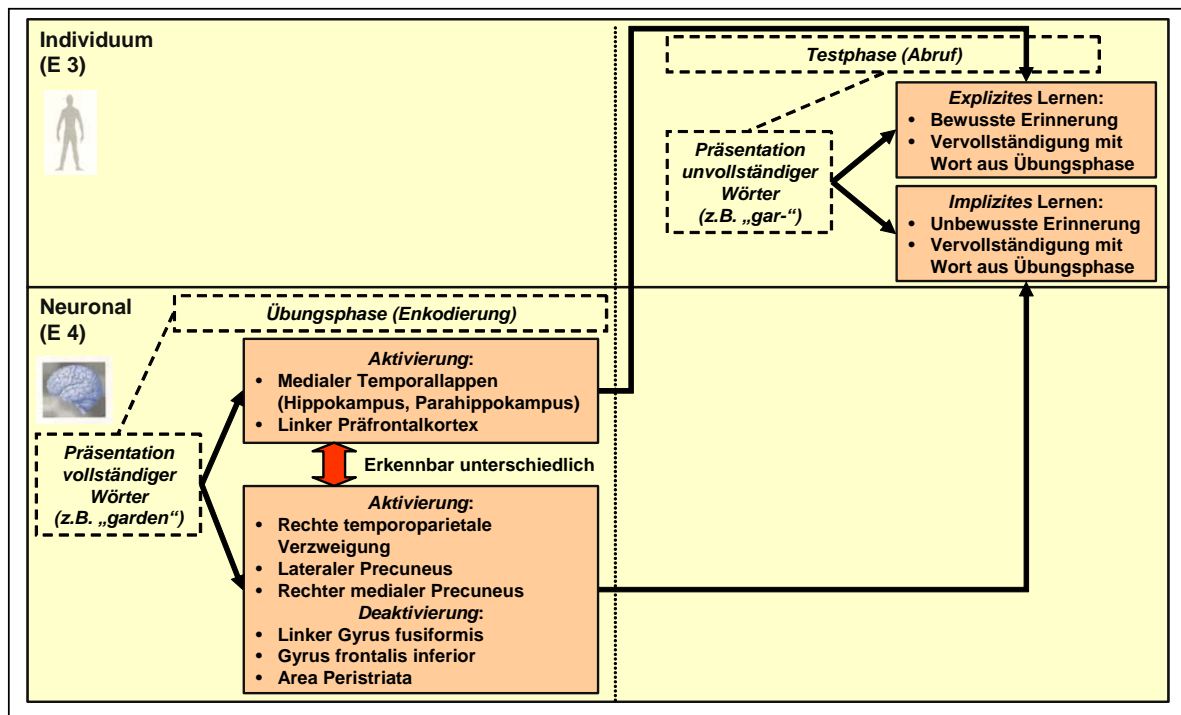 Individuum
(E 3)
Testphase (Abruf)
Präsentation
unvollständiger
Wörter
(z.B. „gar-“)
Explizites Lernen:
• Bewusste Erinnerung
• Vervollständigung mit
Wort aus Übungsphase
Implizites Lernen:
• Unbewusste Erinnerung
• Vervollständigung mit
Wort aus Übungsphase
Neuronal
(E 4)
Übungsphase (Enkodierung)
Präsentation
vollständiger
Wörter
(z.B. „garden“)
Aktivierung:
• Medialer Temporallappen
(Hippokampus, Parahippokampus)
• Linker Präfrontalkortex
Erkennbar unterschiedlich
Aktivierung:
• Rechte temporoparietale
Verzweigung
• Lateraler Precuneus
• Rechter medialer Precuneus
Deaktivierung:
• Linker Gyrus fusiformis
• Gyrus frontalis inferior
• Area Peristriata